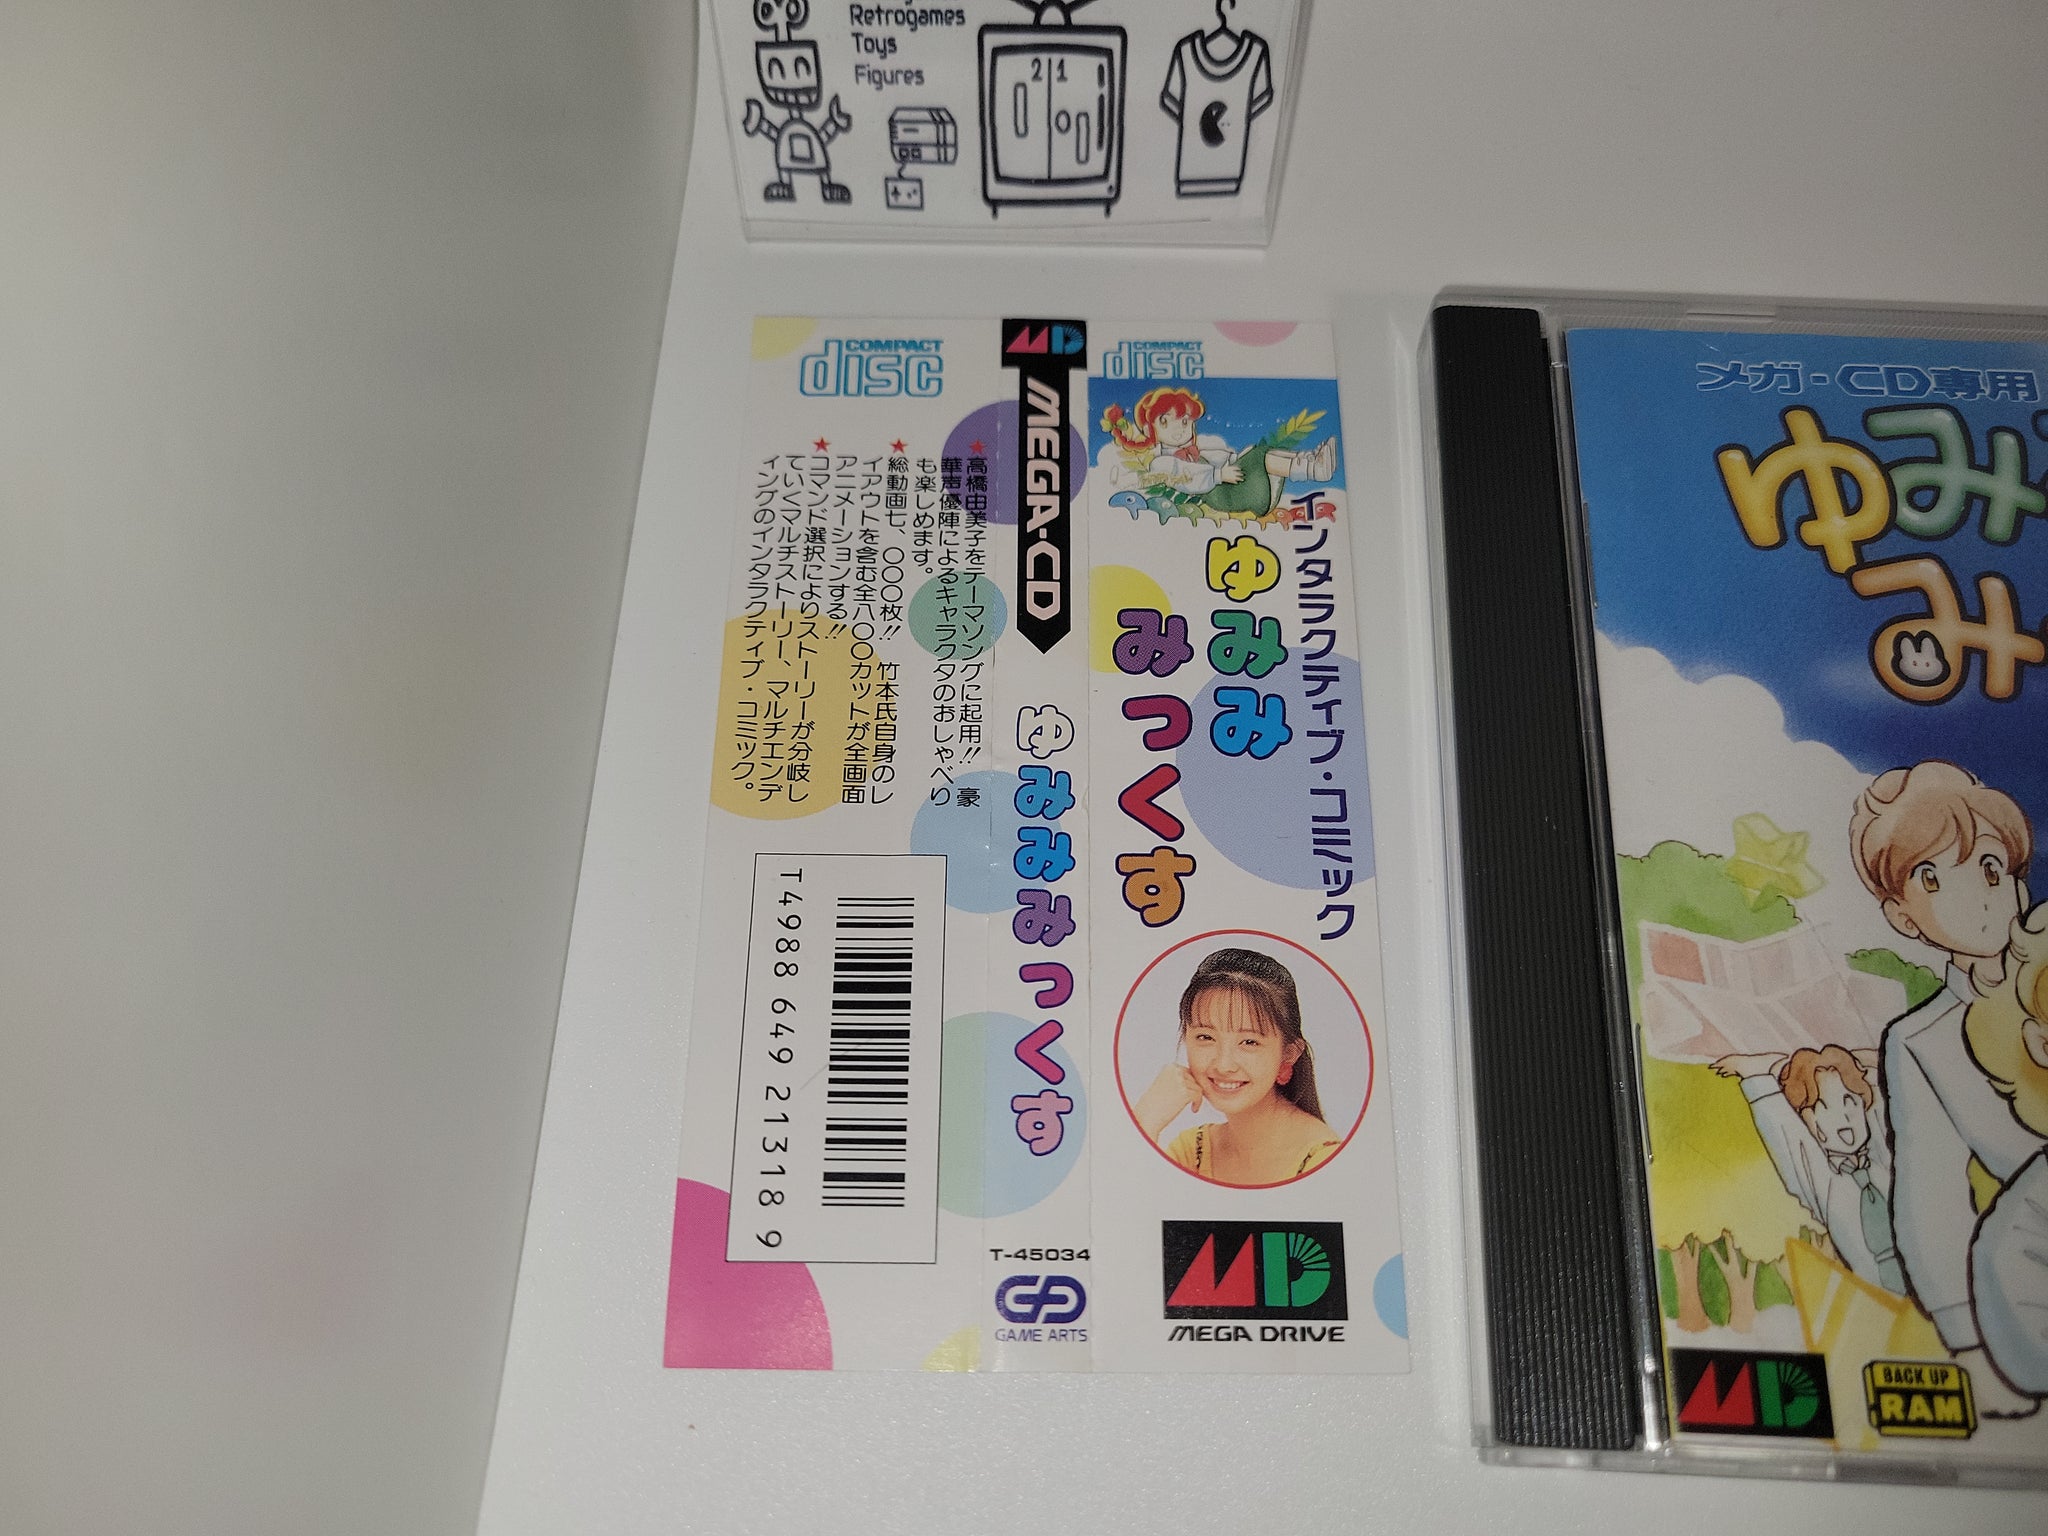 Retrogames
Toys
Figures
21
COMPACT
disc
★高橋由美子をテーマソングに起用!! 豪
華声優陣によるキャラクタのおしゃべり
も楽しめます。
★総動画七、〇〇〇枚!! 竹本氏自身のレ
イアウトを含む全八〇〇カットが全画面
アニメーションする!!
★コマンド選択によりストーリーが分岐し
ていくマルチストーリー、マルチエンデ
ィングのインタラクティブ・コミック。
T4988 649 21318 9
MD
MEGA-CD
ゆみみみっくす
T-45034
GAME ARTS
COMPACT
disc
インタラクティブ・コミック
ゆみみ
みっくす
MD
MEGA DRIVE
メガ-CD専用
ゆみ
み
MD
BACK UP
RAM